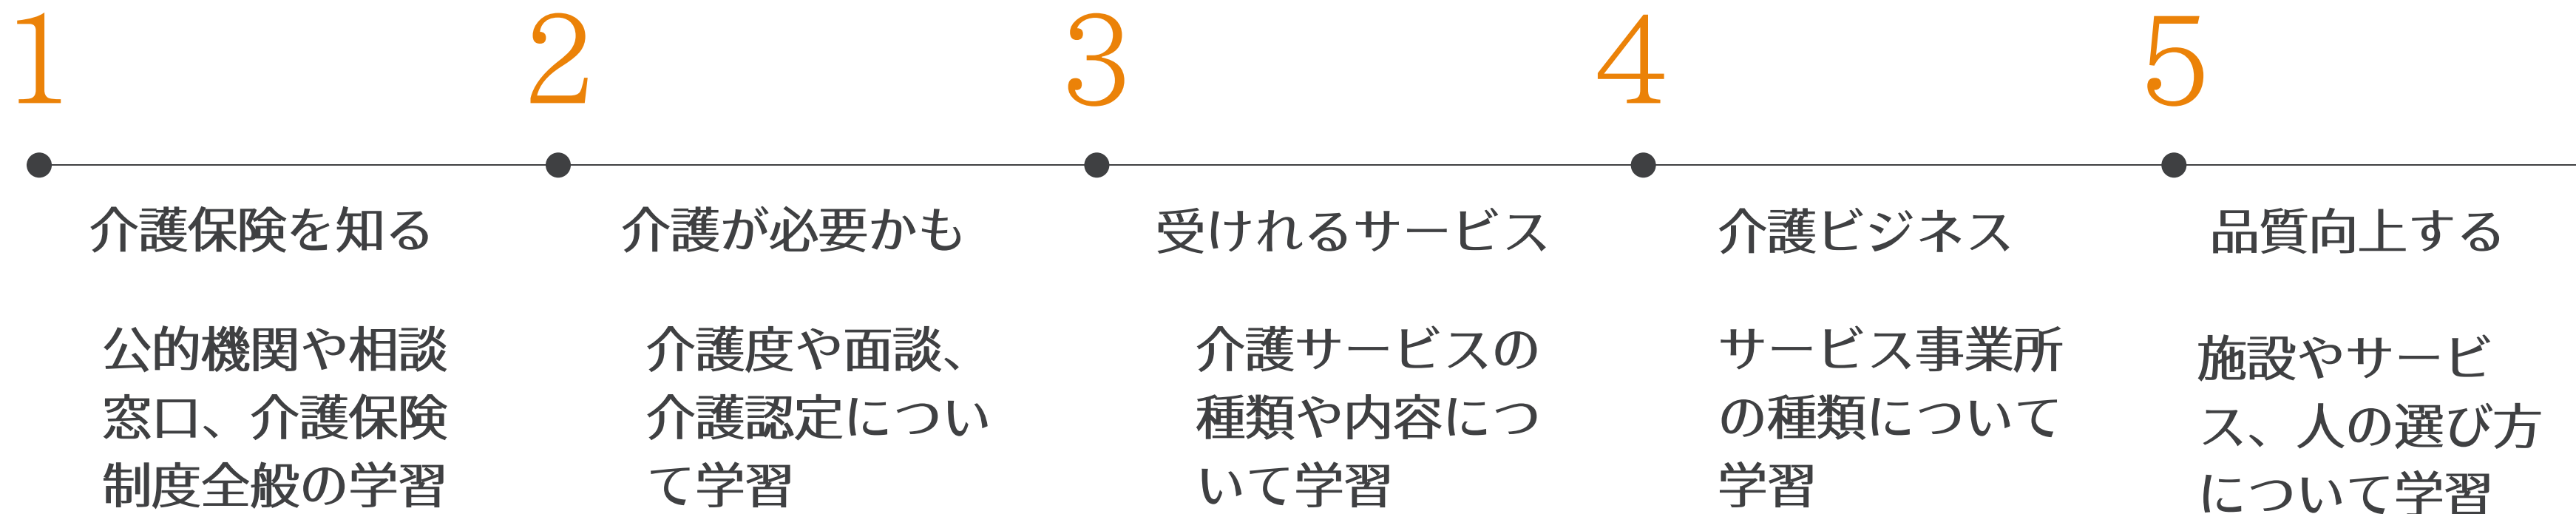 1
2
3
4
5
介護保険を知る
介護が必要かも
受けれるサービス
介護ビジネス
品質向上する
公的機関や相談
窓口、介護保険
制度全般の学習
介護度や面談、
介護認定につい
て学習
介護サービスの
種類や内容につ
いて学習
サービス事業所
の種類について
学習
施設やサービ
ス、人の選び方
について学習